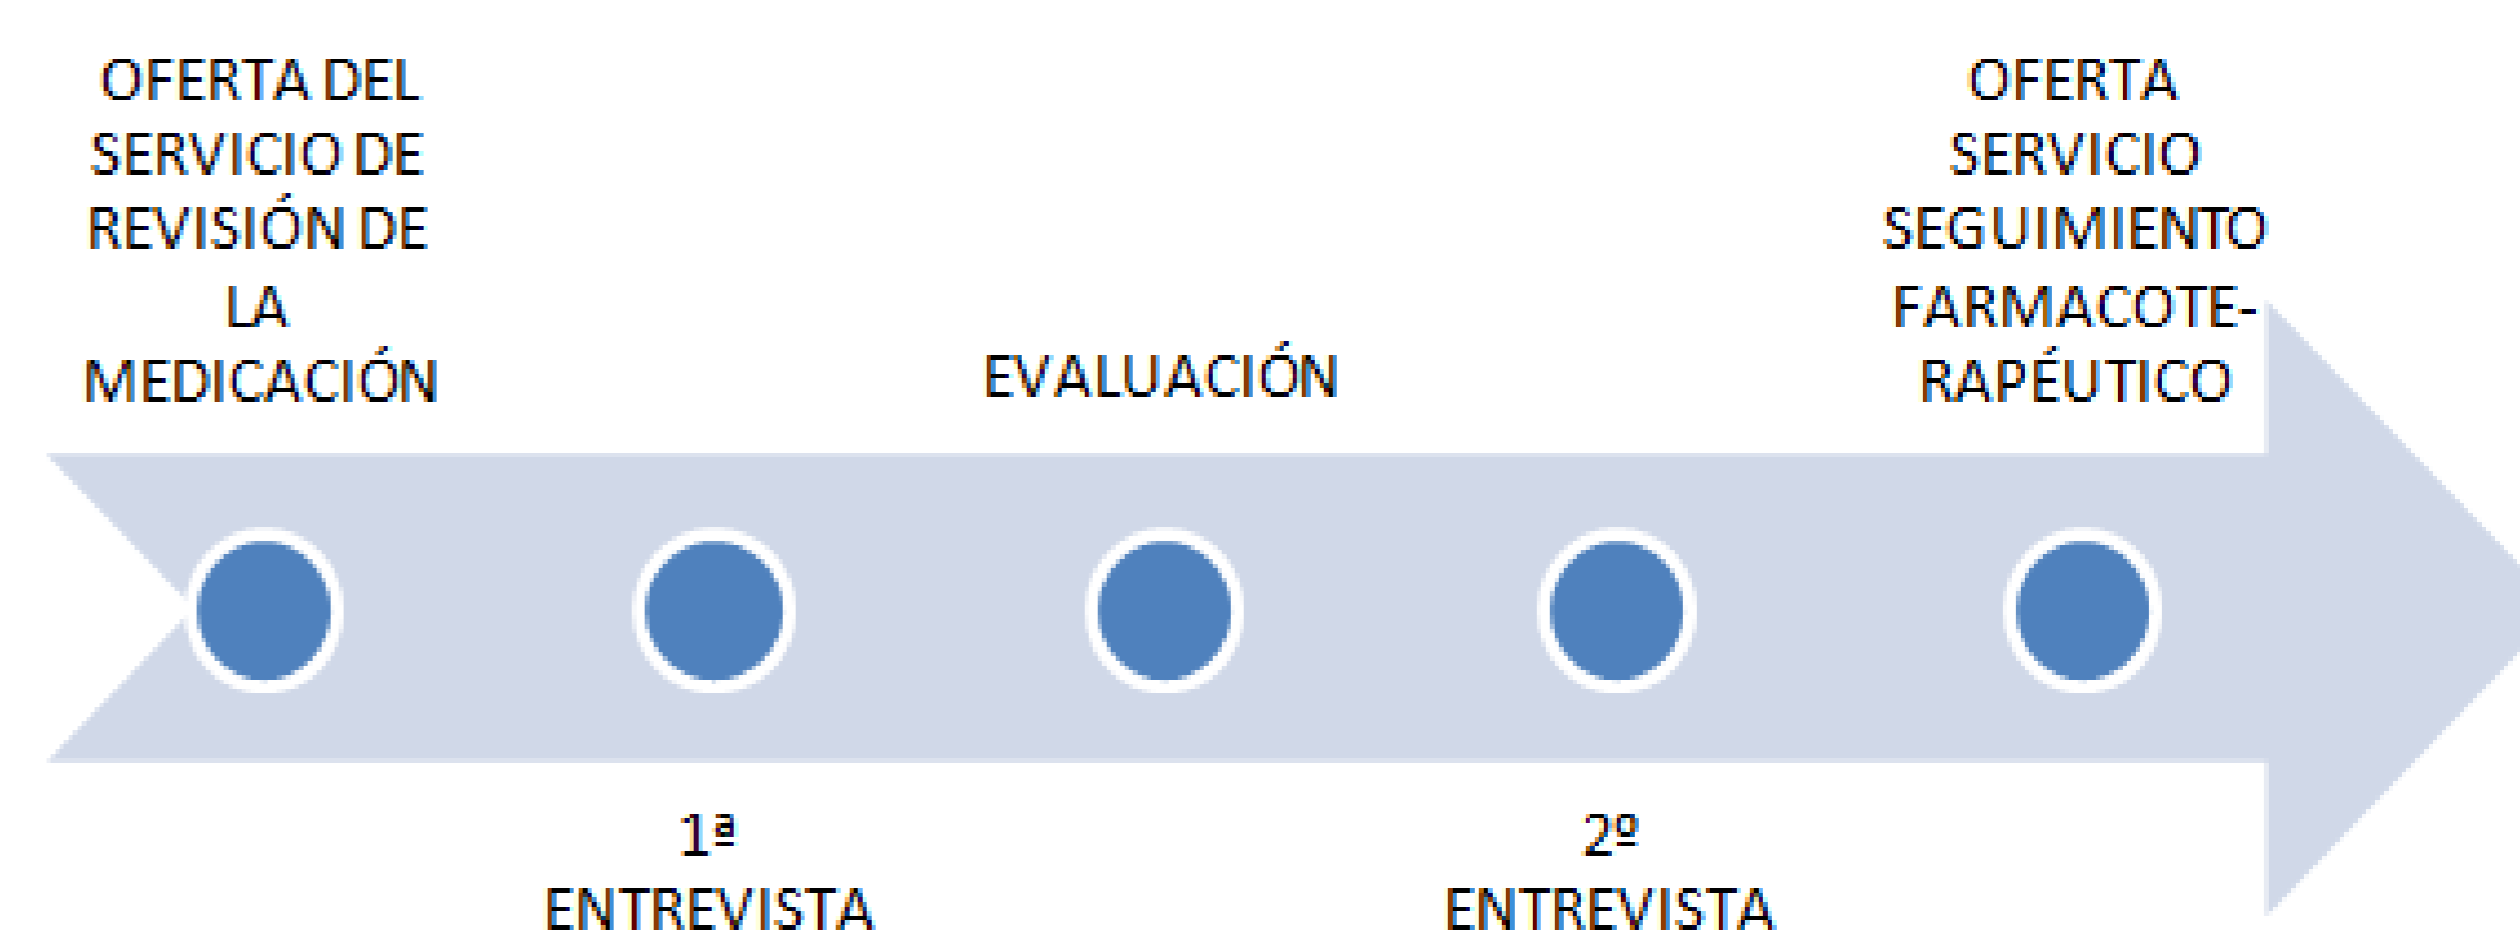 OFERTA DEL
SERVICIO DE
REVISIÓN DE
LA
MEDICACIÓN
1ª
ENTREVISTA
EVALUACIÓN
2º
ENTREVISTA
OFERTA
SERVICIO
SEGUIMIENTO
FARMACOTE-
RAPÉUTICO